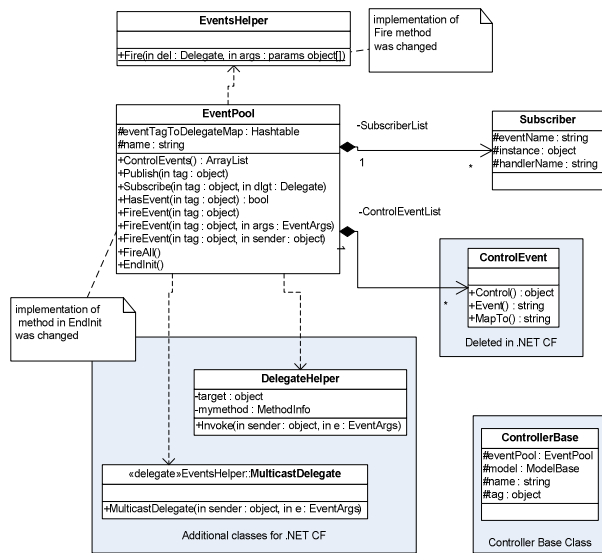 EventsHelper
+Fire(in del : Delegate, in args : params object[])
implementation of
Fire method
was changed
EventPool
#eventTagToDelegateMap : Hashtable
#name : string
+ControlEvents() : ArrayList
+Publish(in tag : object)
+Subscribe(in tag : object, in dlgt : Delegate)
+HasEvent(in tag : object) : bool
+FireEvent(in tag : object)
+FireEvent(in tag : object, in args : EventArgs)
+FireEvent(in tag : object, in sender : object)
+FireAll()
+EndInit()
-SubscriberList
1
*
Subscriber
#eventName : string
#instance : object
#handlerName : string
-ControlEventList
1
*
ControlEvent
+Control() : object
+Event() : string
+MapTo() : string
Deleted in .NET CF
implementation of
method in EndInit
was changed
DelegateHelper
-target : object
-mymethod : MethodInfo
+Invoke(in sender : object, in e : EventArgs)
«delegate»EventsHelper::MulticastDelegate
+MulticastDelegate(in sender : object, in e : EventArgs)
Additional classes for .NET CF
ControllerBase
#eventPool : EventPool
#model : ModelBase
#name : string
#tag : object
Controller Base Class